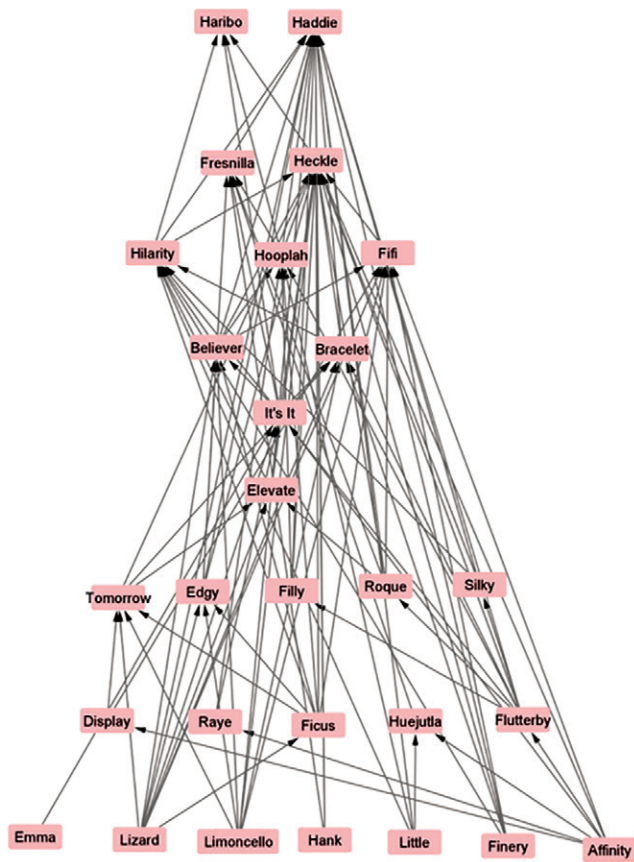 Haribo Haddie
Fresnilla Heckle
Hilarity Hooplah Fifi
Believer Bracelet
It's It
Elevate
Tomorrow Edgy Filly Roque Silky
Display Raye Ficus Huejutla Flutterby
Emma Lizard Limoncello Hank Little Finery Affinity